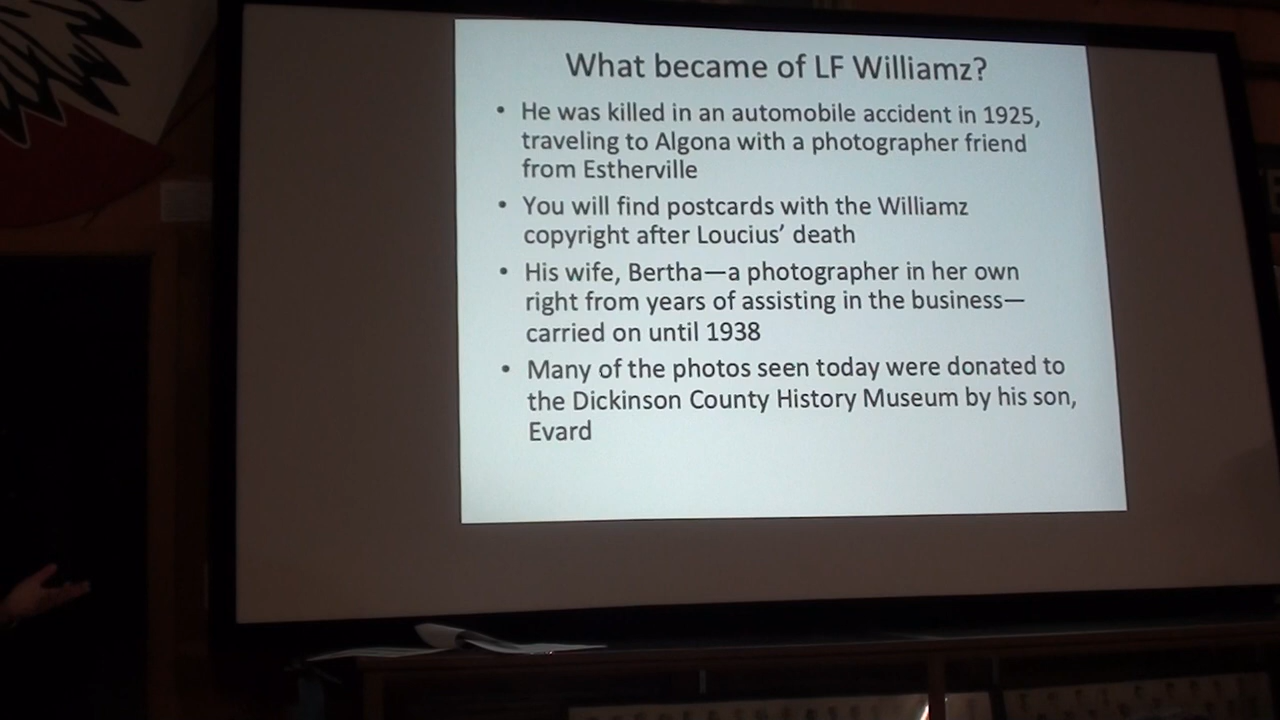 What became of LF Williamz?
• He was killed in an automobile accident in 1925,
traveling to Algona with a photographer friend
from Estherville
• You will find postcards with the Williamz
copyright after Loucius’ death
• His wife, Bertha—a photographer in her own
right from years of assisting in the business—
carried on until 1938
• Many of the photos seen today were donated to
the Dickinson County History Museum by his son,
Evard